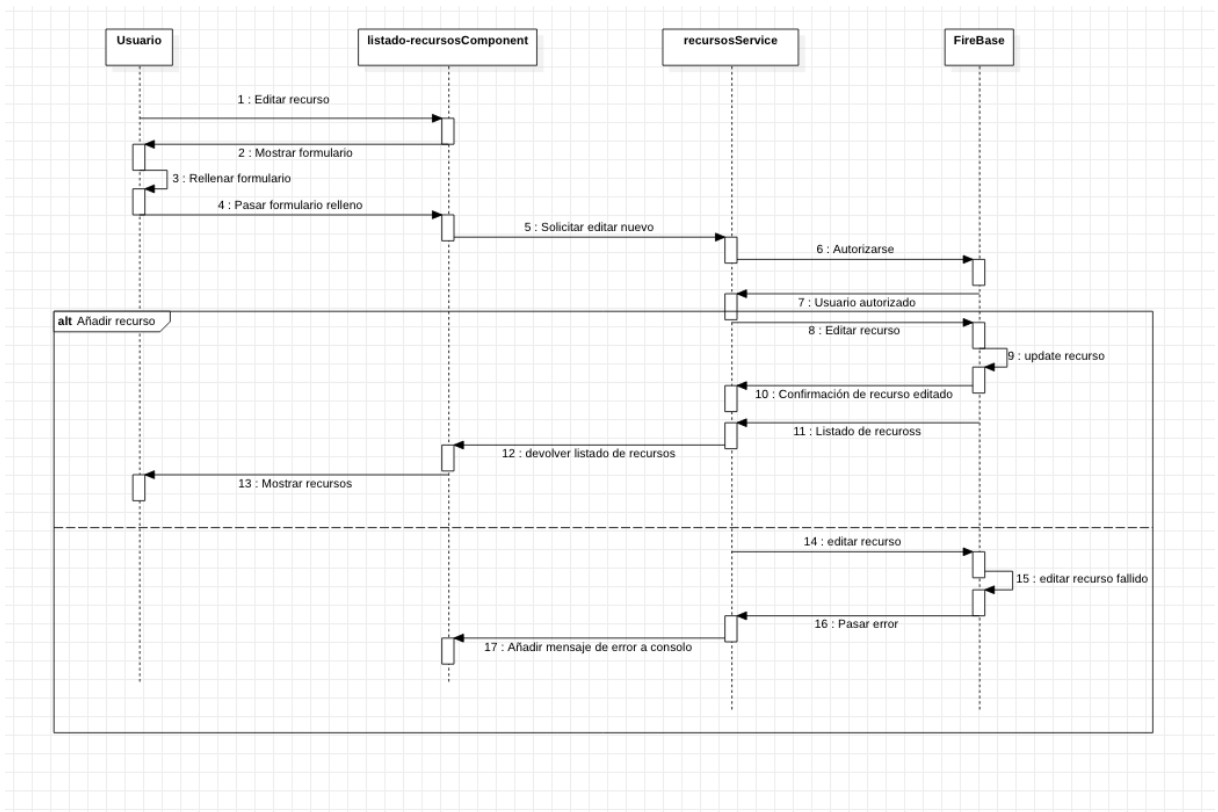 Usuario
listado-recursosComponent
recursosService
FireBase
1 : Editar recurso
2 : Mostrar formulario
3 : Rellenar formulario
4 : Pasar formulario relleno
5 : Solicitar editar nuevo
6 : Autorizarse
7 : Usuario autorizado
alt Añadir recurso
8 : Editar recurso
9 : update recurso
10 : Confirmación de recurso editado
11 : Listado de recuross
12 : devolver listado de recursos
13 : Mostrar recursos
14 : editar recurso
15 : editar recurso fallido
16 : Pasar error
17 : Añadir mensaje de error a consolo